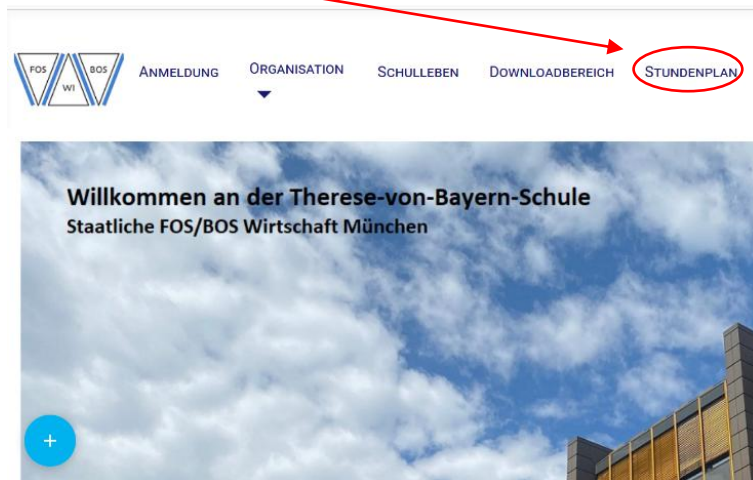 FOS BOS
WI
ANMELDUNG ORGANISATION SCHULLEBEN DOWNLOADBEREICH STUNDENPLAN
Willkommen an der Therese-von-Bayern-Schule
Staatliche FOS/BOS Wirtschaft München
+